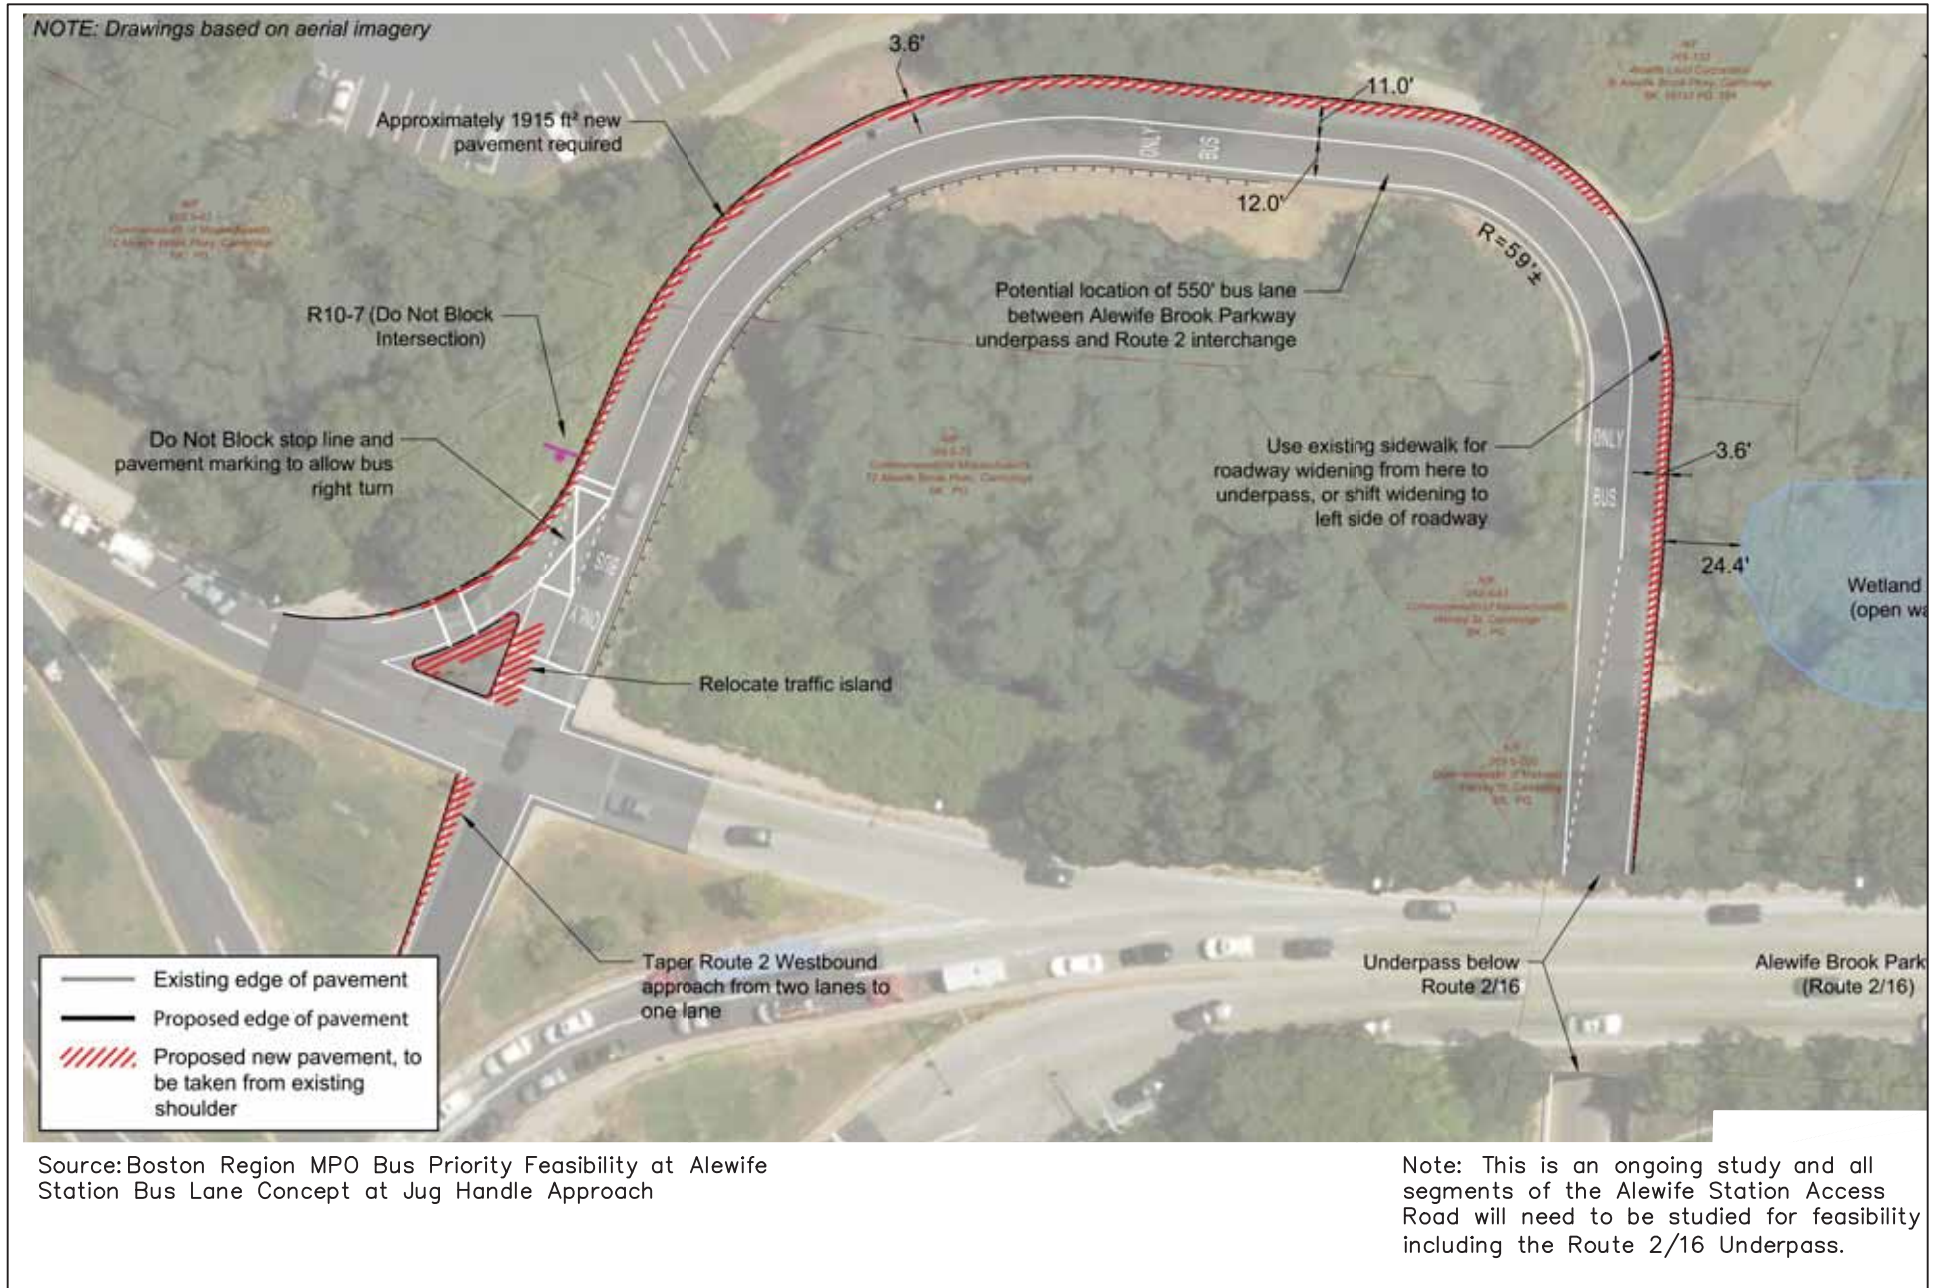 NOTE: Drawings based on aerial imagery
3.6'
11.0'
Approximately 1915 ft² new
pavement required
ONLY
BUS
12.0'
R=59'±
Potential location of 550' bus lane
between Alewife Brook Parkway
underpass and Route 2 interchange
R10-7 (Do Not Block
Intersection)
Do Not Block stop line and
pavement marking to allow bus
right turn
Use existing sidewalk for
roadway widening from here to
underpass, or shift widening to
left side of roadway
ONLY
BUS
3.6'
24.4'
Wetland
(open wa
BUS
ONLY
Relocate traffic island
Taper Route 2 Westbound
approach from two lanes to
one lane
Underpass below
Route 2/16
Alewife Brook Park
(Route 2/16)
Existing edge of pavement
Proposed edge of pavement
Proposed new pavement, to
be taken from existing
shoulder
Source: Boston Region MPO Bus Priority Feasibility at Alewife
Station Bus Lane Concept at Jug Handle Approach
Note: This is an ongoing study and all
segments of the Alewife Station Access
Road will need to be studied for feasibility
including the Route 2/16 Underpass.